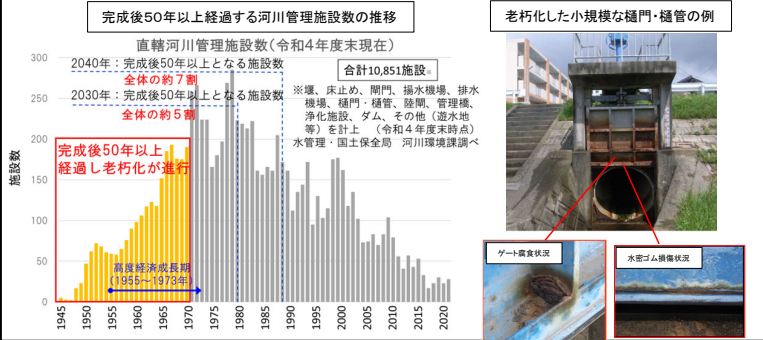 完成後50年以上経過する河川管理施設数の推移
直轄河川管理施設数(令和4年度末現在)
2040年:完成後50年以上となる施設数
全体の約7割
2030年:完成後50年以上となる施設数
全体の約5割
合計10,851施設※
※堰、床止め、閘門、揚水機場、排水
機場、樋門・樋管、陸閘、管理橋、
浄化施設、ダム、その他(遊水地
等)を計上 (令和4年度末時点)
水管理・国土保全局 河川環境課調べ
完成後50年以上
経過し老朽化が進行
高度経済成長期
(1955~1973年)
施設数
300
250
200
150
100
50
0
1945
1950
1955
1960
1965
1970
1975
1980
1985
1990
1995
2000
2005
2010
2015
2020
老朽化した小規模な樋門・樋管の例
ゲート腐食状況
水密ゴム損傷状況